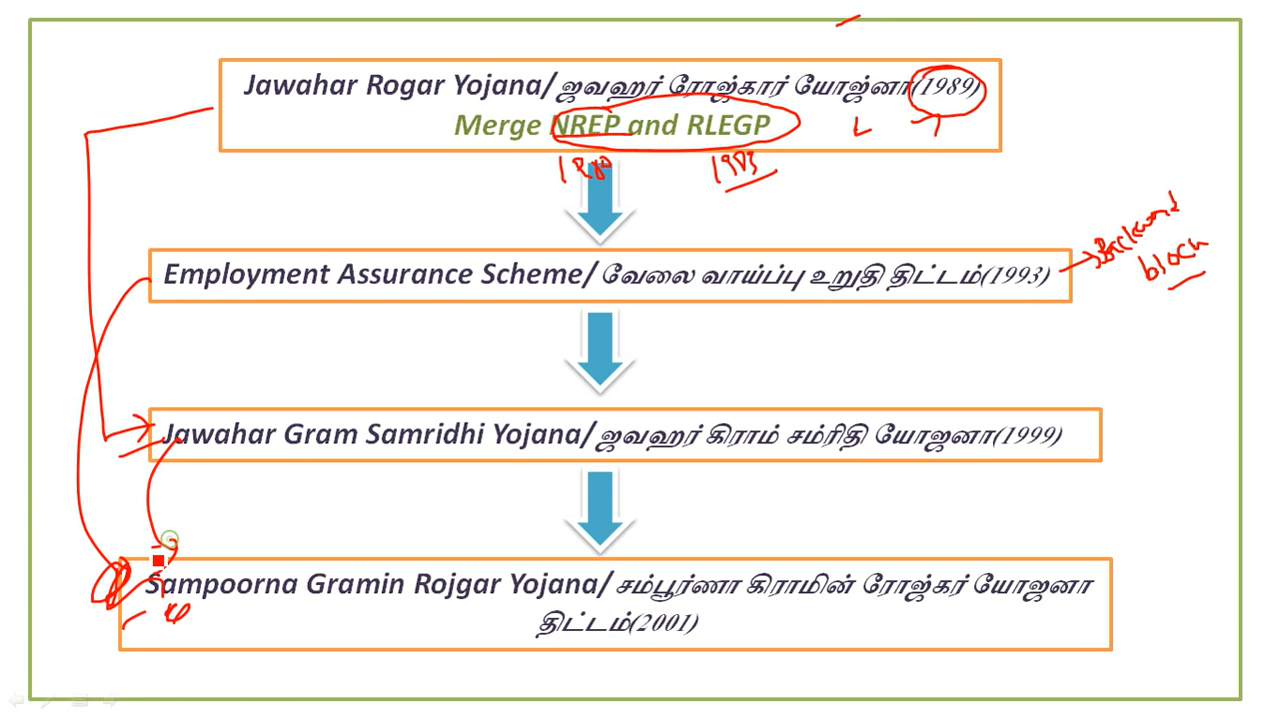 Jawahar Rogar Yojana/ ஜவஹர் ரோஜ்கார் யோஜ்னா(1989)
Merge NREP and RLEGP
1980 1983
Employment Assurance Scheme/ வேலை வாய்ப்பு உறுதி திட்டம்(1993)
Backward
block
Jawahar Gram Samridhi Yojana/ஜவஹர் கிராம் சம்ரிதி யோஜனா(1999)
Sampoorna Gramin Rojgar Yojana/ சம்பூர்ணா கிராமின் ரோஜ்கர் யோஜனா
திட்டம்(2001)